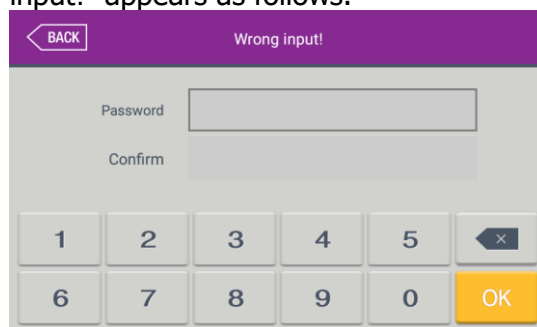 input!" appears as follows.
BACK Wrong input!
Password
Confirm
1 2 3 4 5 ×
6 7 8 9 0 OK